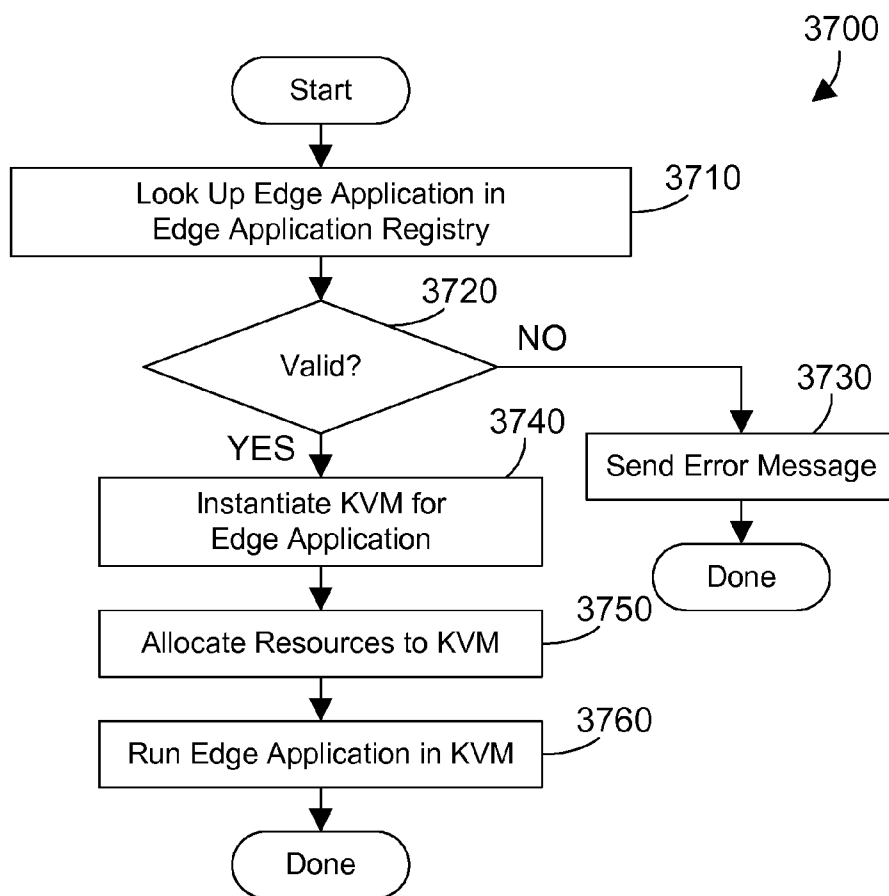 3700
Start
Look Up Edge Application in
Edge Application Registry
3710
3720
Valid?
NO
3730
Send Error Message
Done
YES
3740
Instantiate KVM for
Edge Application
3750
Allocate Resources to KVM
3760
Run Edge Application in KVM
Done